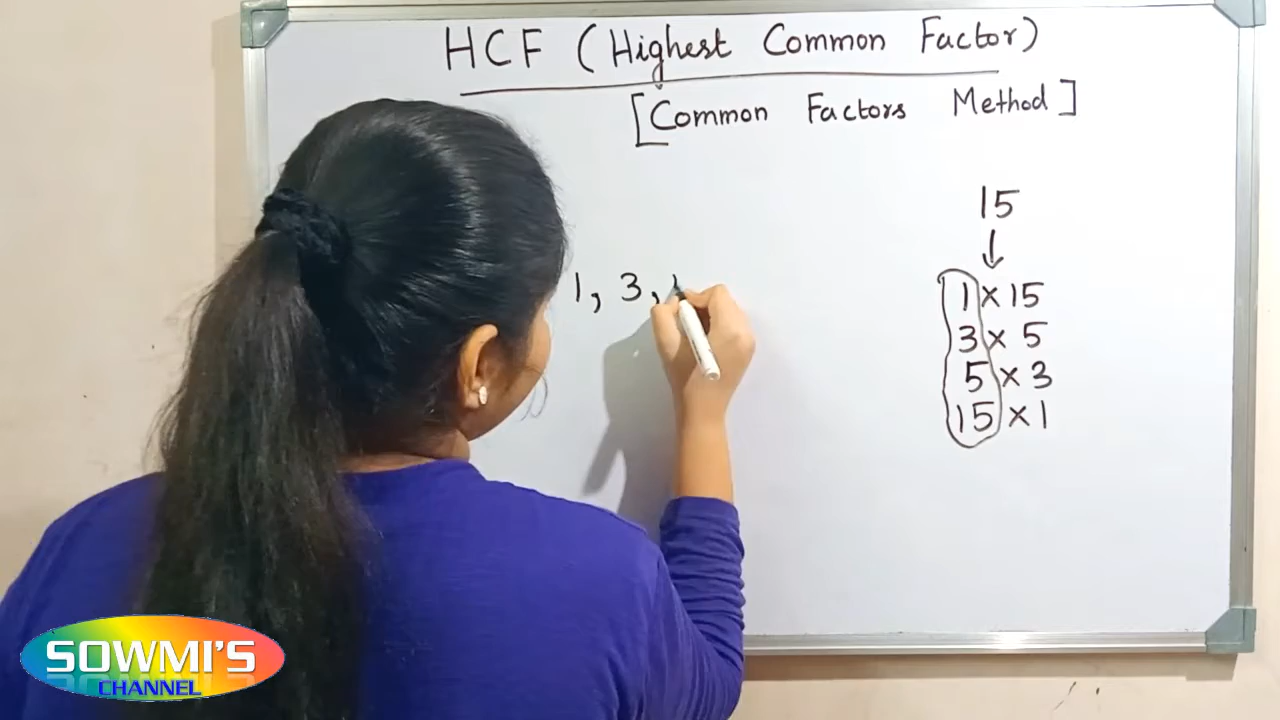 HCF (Highest Common Factor)
[Common Factors Method]
15
↓
1 × 15
1, 3,
3 × 5
5 × 3
15 × 1
SOWMI'S
CHANNEL